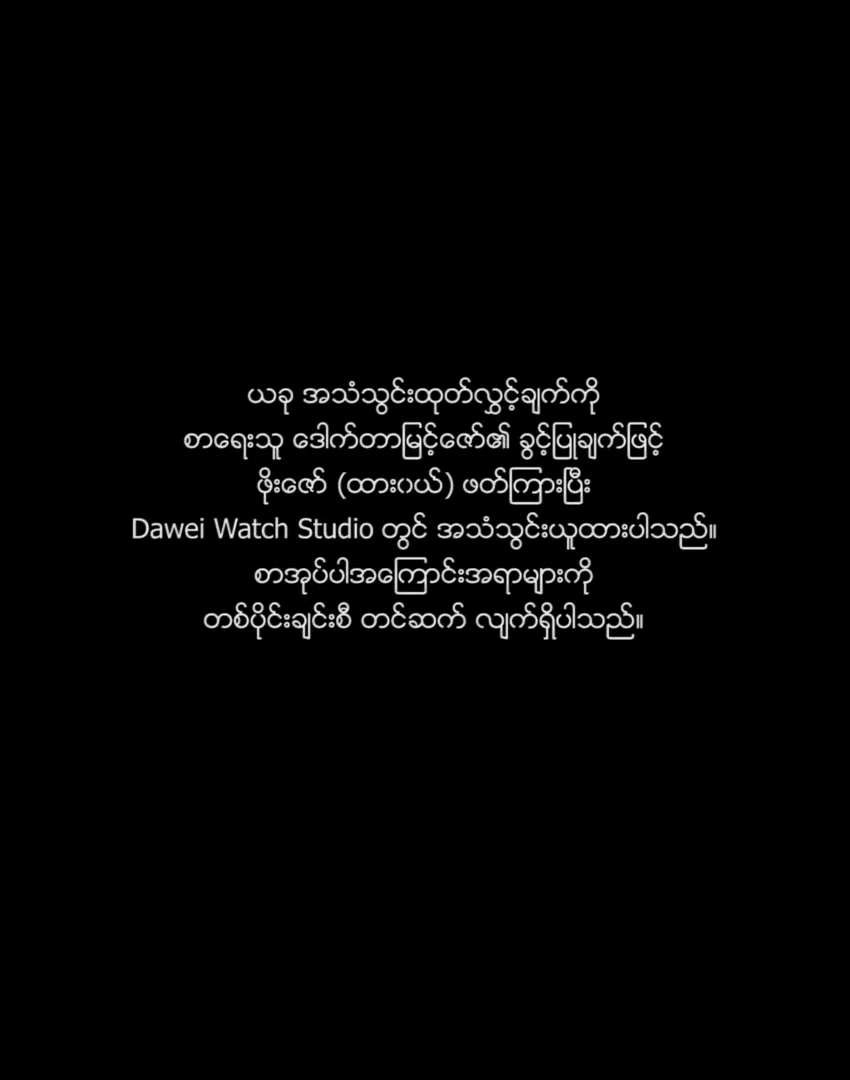 ယခု အသံသွင်းထုတ်လွှင့်ချက်ကို
စာရေးသူ ဒေါက်တာမြင့်ဇော်၏ ခွင့်ပြုချက်ဖြင့်
ဖိုးဇော် (ထားဝယ်) ဖတ်ကြားပြီး
Dawei Watch Studio တွင် အသံသွင်းယူထားပါသည်။
စာအုပ်ပါအကြောင်းအရာများကို
တစ်ပိုင်းချင်းစီ တင်ဆက် လျက်ရှိပါသည်။